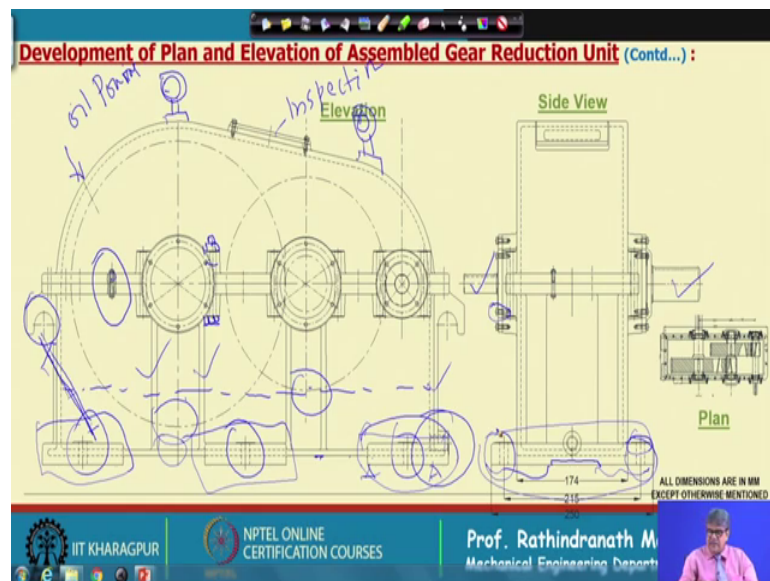 Development of Plan and Elevation of Assembled Gear Reduction Unit (Contd...) :
Oil
Inspection
Elevation
Side View
Plan
174
215
250
ALL DIMENSIONS ARE IN MM
EXCEPT OTHERWISE MENTIONED
IIT KHARAGPUR
NPTEL ONLINE
CERTIFICATION COURSES
Prof. Rathindranath
Mechanical Engineering